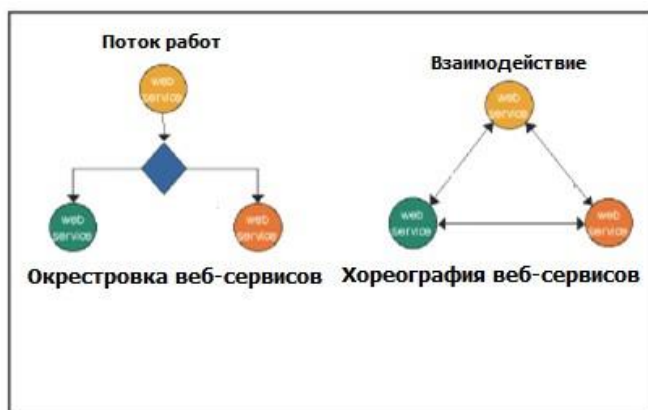 Поток работ
web
service
web
service
web
service
Окрестровка веб-сервисов
Взаимодействие
web
service
web
service
web
service
Хореография веб-сервисов